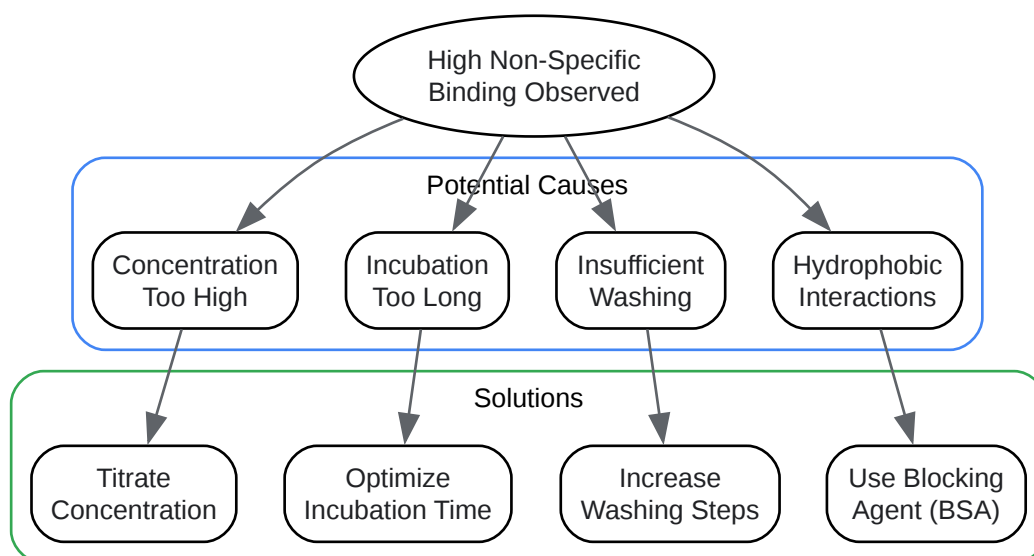 High Non-Specific
Binding Observed
Potential Causes
Concentration
Too High
Incubation
Too Long
Insufficient
Washing
Hydrophobic
Interactions
Solutions
Titrate
Concentration
Optimize
Incubation Time
Increase
Washing Steps
Use Blocking
Agent (BSA)